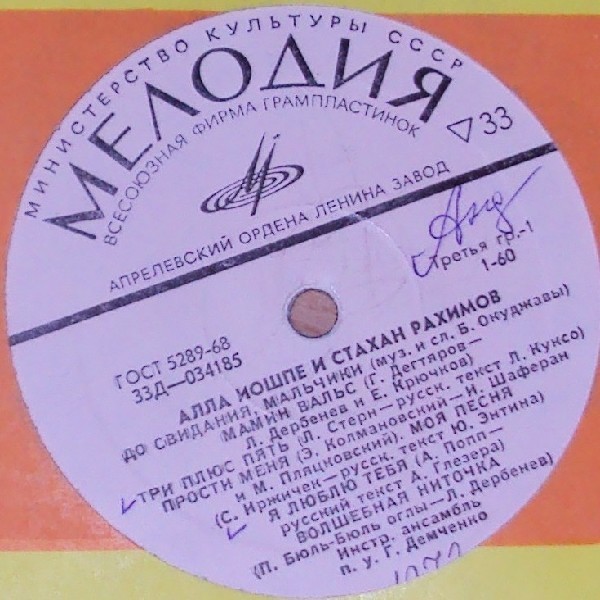 МИНИСТЕРСТВО КУЛЬТУРЫ СССР
МЕЛОДИЯ
ВСЕСОЮЗНАЯ ФИРМА ГРАМПЛАСТИНОК
▽33
АПРЕЛЕВСКИЙ ОРДЕНА ЛЕНИНА ЗАВОД
Третья гр.-1
1-60
ГОСТ 5289-68
33Д—034185
АЛЛА ИОШПЕ И СТАХАН РАХИМОВ
ДО СВИДАНИЯ, МАЛЬЧИКИ (муз. и сл. Б. Окуджавы)
МАМИН ВАЛЬС (Г. Дегтяров—
Л. Дербенев и Е. Крючков)
ТРИ ПЛЮС ПЯТЬ (Л. Стерн—русск. текст Л. Куксо)
ПРОСТИ МЕНЯ (Э. Колмановский—И. Шаферан
и М. Пляцковский). МОЯ ПЕСНЯ
(С. Иржичек—русск. текст Ю. Энтина)
Я ЛЮБЛЮ ТЕБЯ (А. Попп—
русский текст А. Глезера)
ВОЛШЕБНАЯ НИТОЧКА
(П. Бюль-Бюль оглы—Л. Дербенев)
Инстр. ансамбль
п. у. Г. Демченко